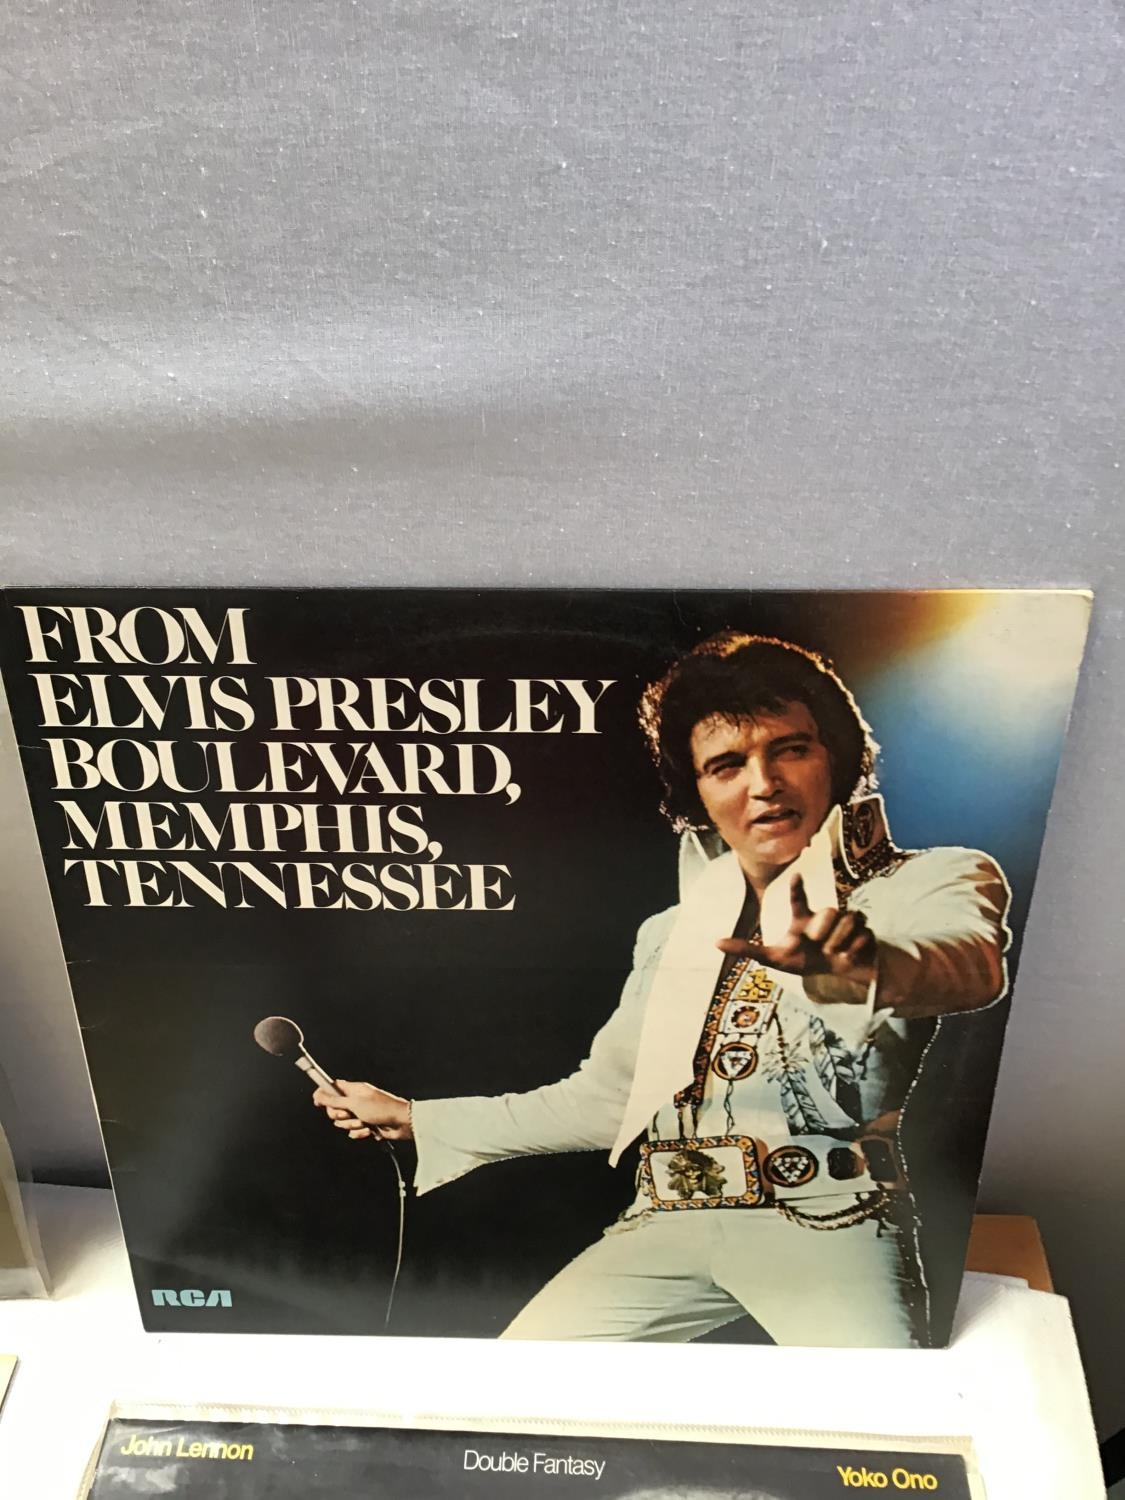 FROM
ELVIS PRESLEY
BOULEVARD,
MEMPHIS,
TENNESSEE
RCA
John Lennon Double Fantasy Yoko Ono